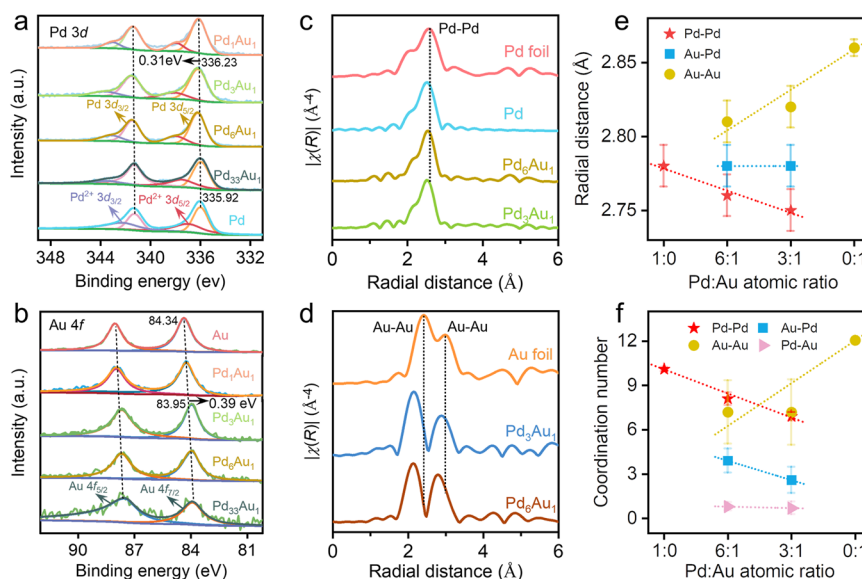 a
Pd 3d
Pd₁Au₁
0.31eV
336.23
Pd₃Au₁
Pd 3d₃/₂
Pd 3d₅/₂
Pd₆Au₁
Pd₃₃Au₁
Pd²⁺ 3d₃/₂
Pd²⁺ 3d₅/₂
335.92
Pd
Intensity (a.u.)
348 343 341 336 331
Binding energy (ev)
b
Au 4f
84.34
Au
Pd₁Au₁
83.95
0.39 eV
Pd₃Au₁
Pd₆Au₁
Au 4f₅/₂
Au 4f₇/₂
Pd₃₃Au₁
Intensity (a.u.)
90 87 84 81
Binding energy (eV)
c
Pd-Pd
Pd foil
Pd
Pd₆Au₁
Pd₃Au₁
|χ(R)| (Å-4)
0 2 4 6
Radial distance (Å)
d
Au-Au
Au-Au
Au foil
Pd₃Au₁
Pd₆Au₁
|χ(R)| (Å-4)
0 2 4 6
Radial distance (Å)
e
Pd-Pd
Au-Pd
Au-Au
Radial distance (Å)
2.85
2.80
2.75
1:0 6:1 3:1 0:1
Pd:Au atomic ratio
f
Pd-Pd
Au-Pd
Au-Au
Pd-Au
Coordination number
12
9
6
3
0
1:0 6:1 3:1 0:1
Pd:Au atomic ratio